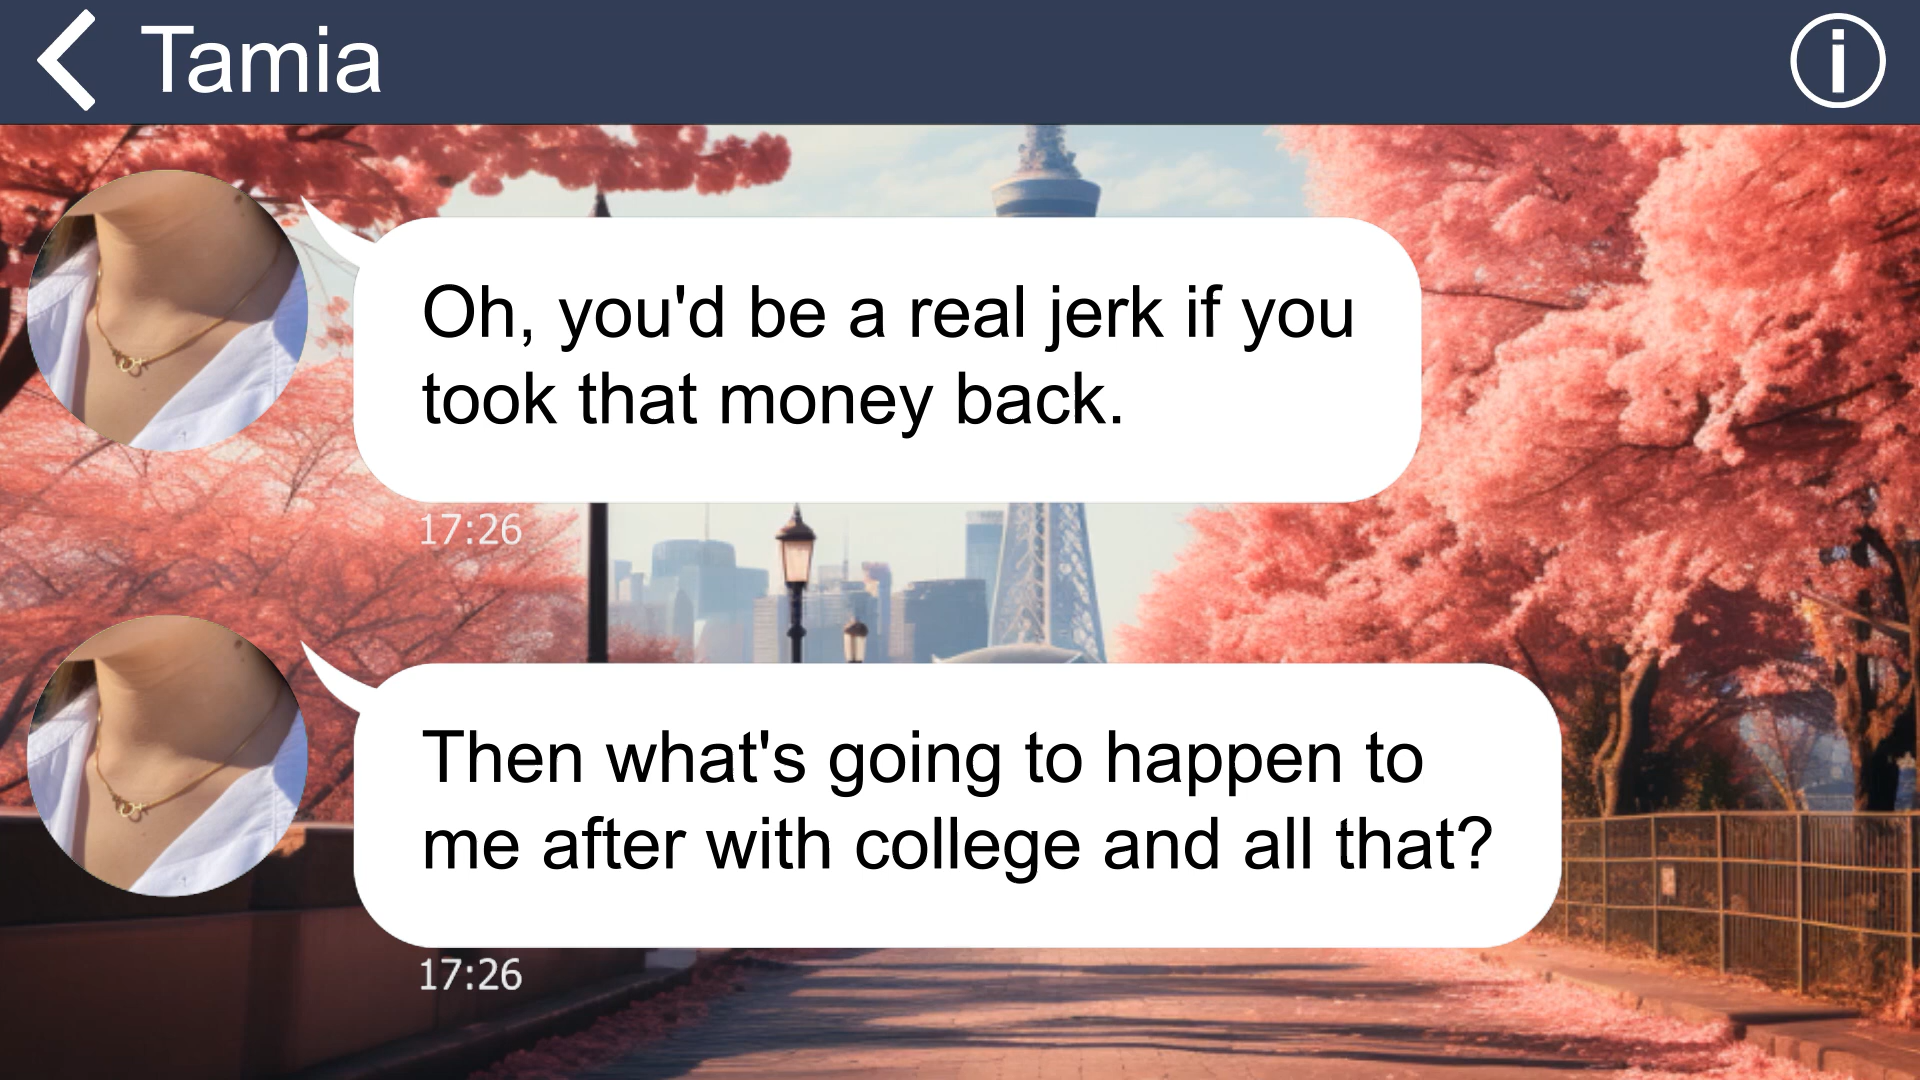 Tamia
Oh, you'd be a real jerk if you
took that money back.
17:26
Then what's going to happen to
me after with college and all that?
17:26